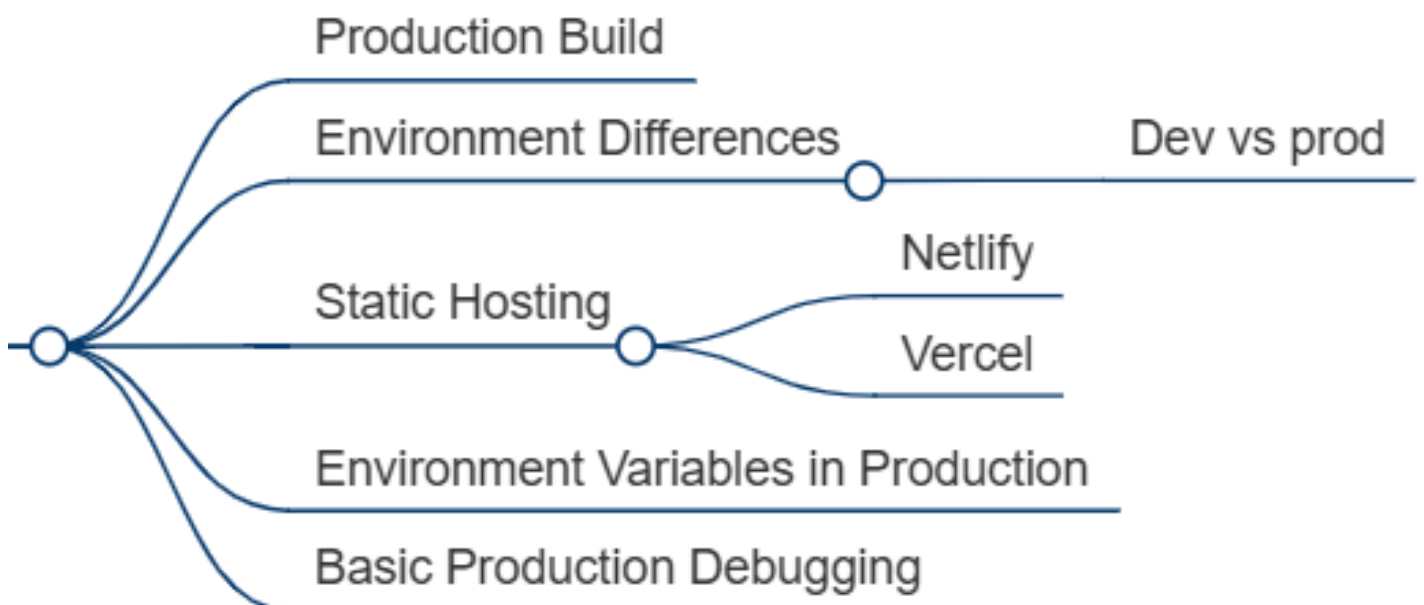 Production Build
Environment Differences
Dev vs prod
Static Hosting
Netlify
Vercel
Environment Variables in Production
Basic Production Debugging